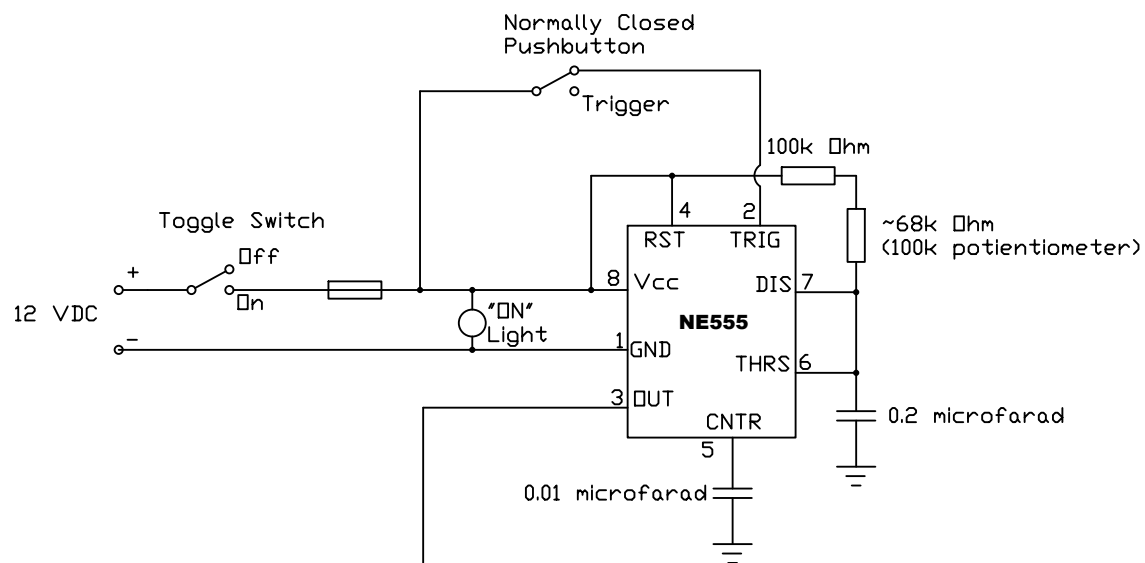 Normally Closed
Pushbutton
Trigger
100k Ohm
4
2
Toggle Switch
RST
TRIG
~68k Ohm
(100k potientiometer)
Off
+
8
Vcc
DIS
7
On
12 VDC
"ON"
Light
NE555
-
1
GND
THRS
6
3
OUT
CNTR
0.2 microfarad
5
0.01 microfarad